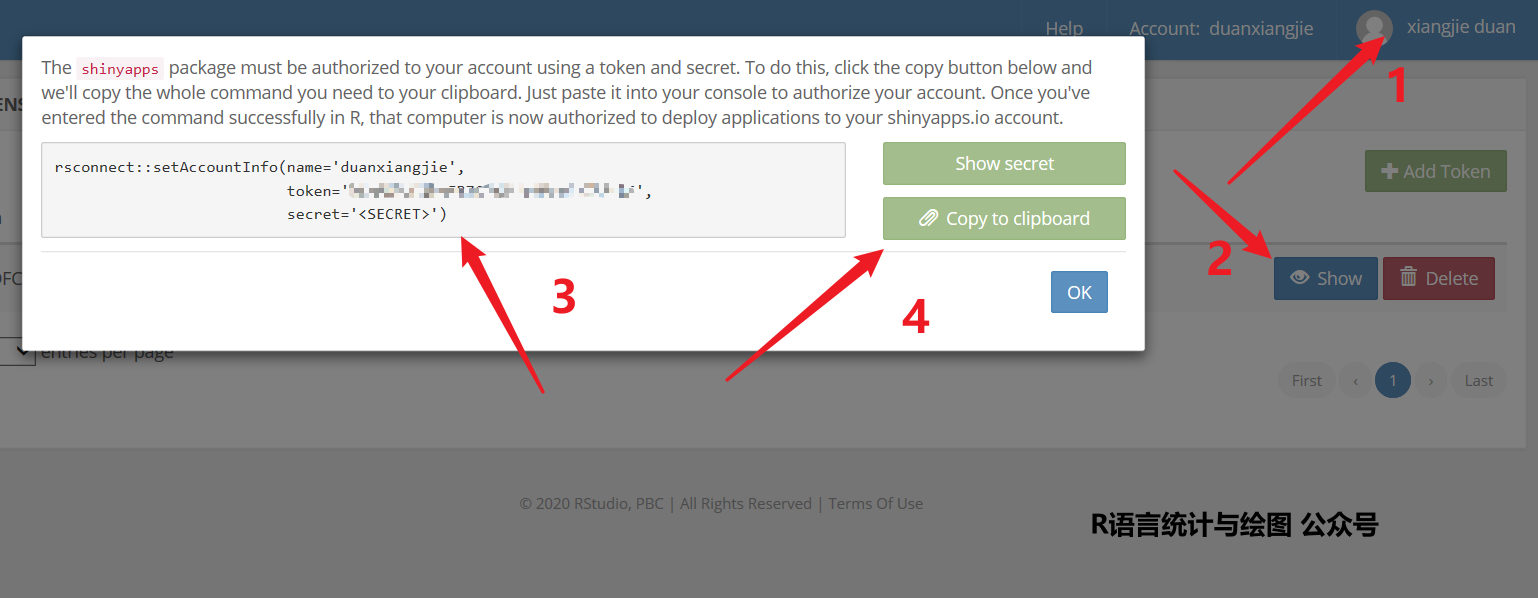 Help Account: duanxiangjie xiangjie duan
The shinyapps package must be authorized to your account using a token and secret. To do this, click the copy button below and
we'll copy the whole command you need to your clipboard. Just paste it into your console to authorize your account. Once you've
entered the command successfully in R, that computer is now authorized to deploy applications to your shinyapps.io account.
1
rsconnect::setAccountInfo(name='duanxiangjie',
token='
',
secret='<SECRET>')
Show secret
Copy to clipboard
Add Token
2
Show Delete
3
4
OK
entries per page
First ‹ 1 › Last
© 2020 RStudio, PBC | All Rights Reserved | Terms Of Use
R语言统计与绘图 公众号